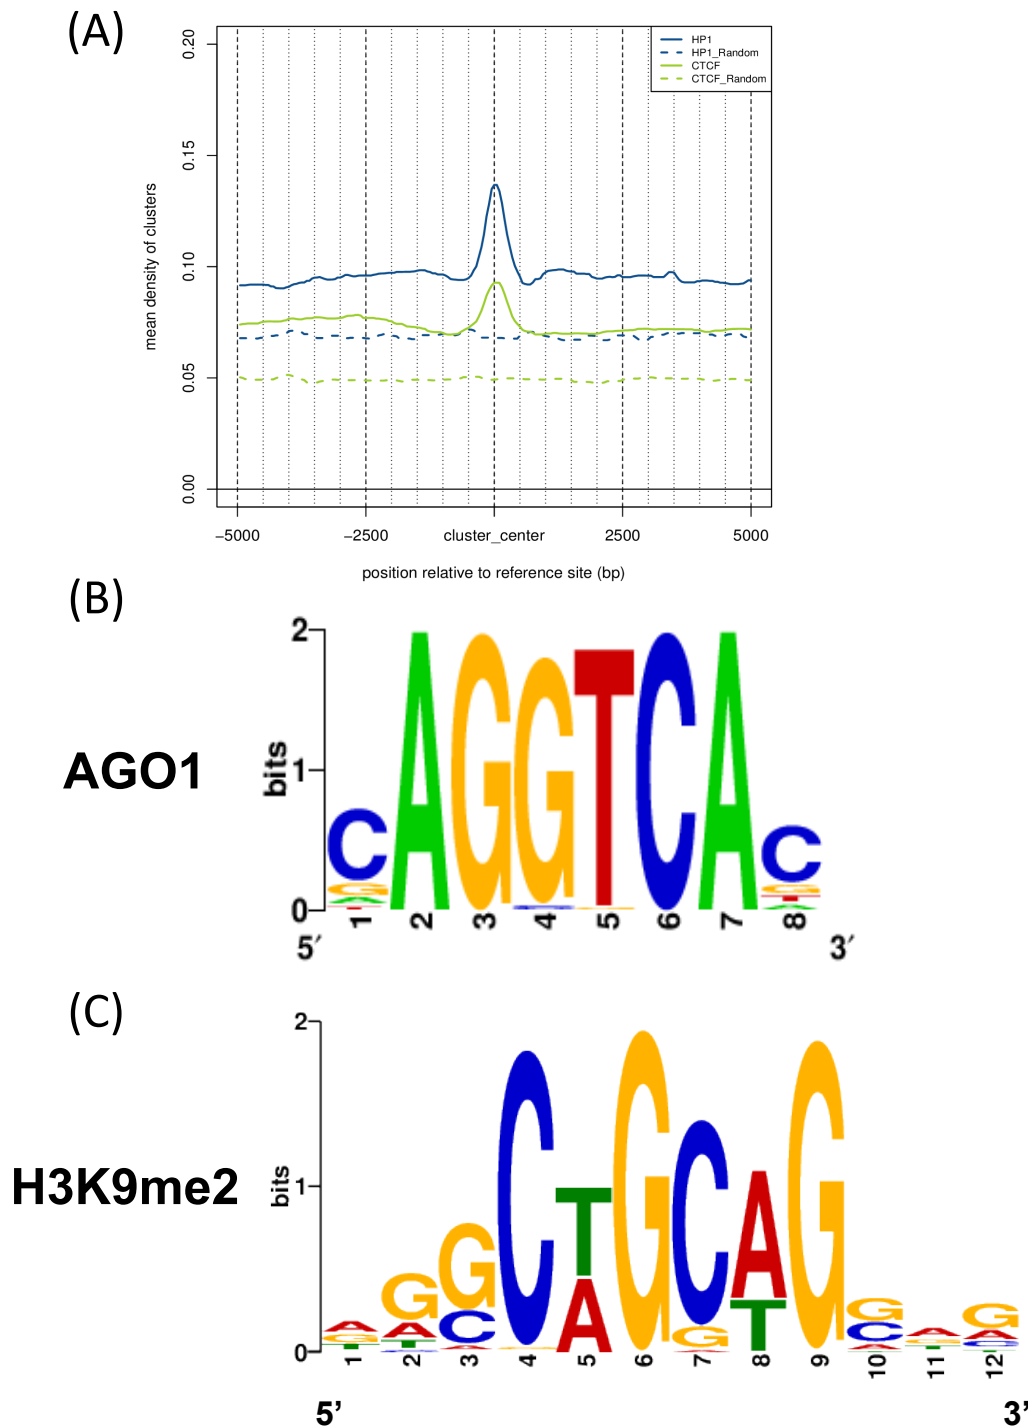 (A)
HP1
HP1_Random
CTCF
CTCF_Random
mean density of clusters
0.20
0.15
0.10
0.05
0.00
−5000 −2500 cluster_center 2500 5000
position relative to reference site (bp)
(B)
AGO1
bits
2
1
0
CAGGTCAC
1 2 3 4 5 6 7 8
5′ 3′
(C)
H3K9me2
bits
2
1
0
AGGCTGCAGGAG
1 2 3 4 5 6 7 8 9 10 11 12
5’ 3’